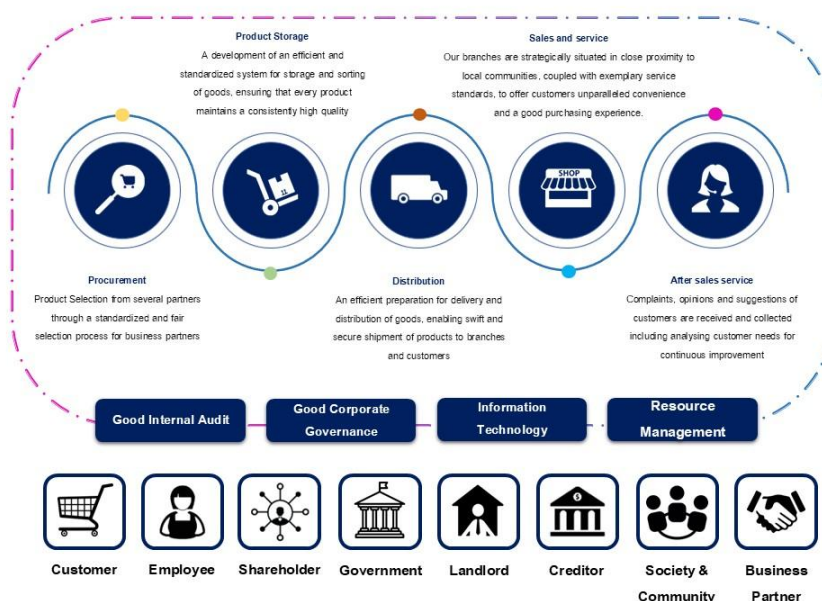 Product Storage
A development of an efficient and
standardized system for storage and sorting
of goods, ensuring that every product
maintains a consistently high quality
Sales and service
Our branches are strategically situated in close proximity to
local communities, coupled with exemplary service
standards, to offer customers unparalleled convenience
and a good purchasing experience.
SHOP
Procurement
Product Selection from several partners
through a standardized and fair
selection process for business partners
Distribution
An efficient preparation for delivery and
distribution of goods, enabling swift and
secure shipment of products to branches
and customers
After sales service
Complaints, opinions and suggestions of
customers are received and collected
including analysing customer needs for
continuous improvement
Good Internal Audit
Good Corporate
Governance
Information
Technology
Resource
Management
$
Customer
Employee
Shareholder
Government
Landlord
Creditor
Society &
Community
Business
Partner